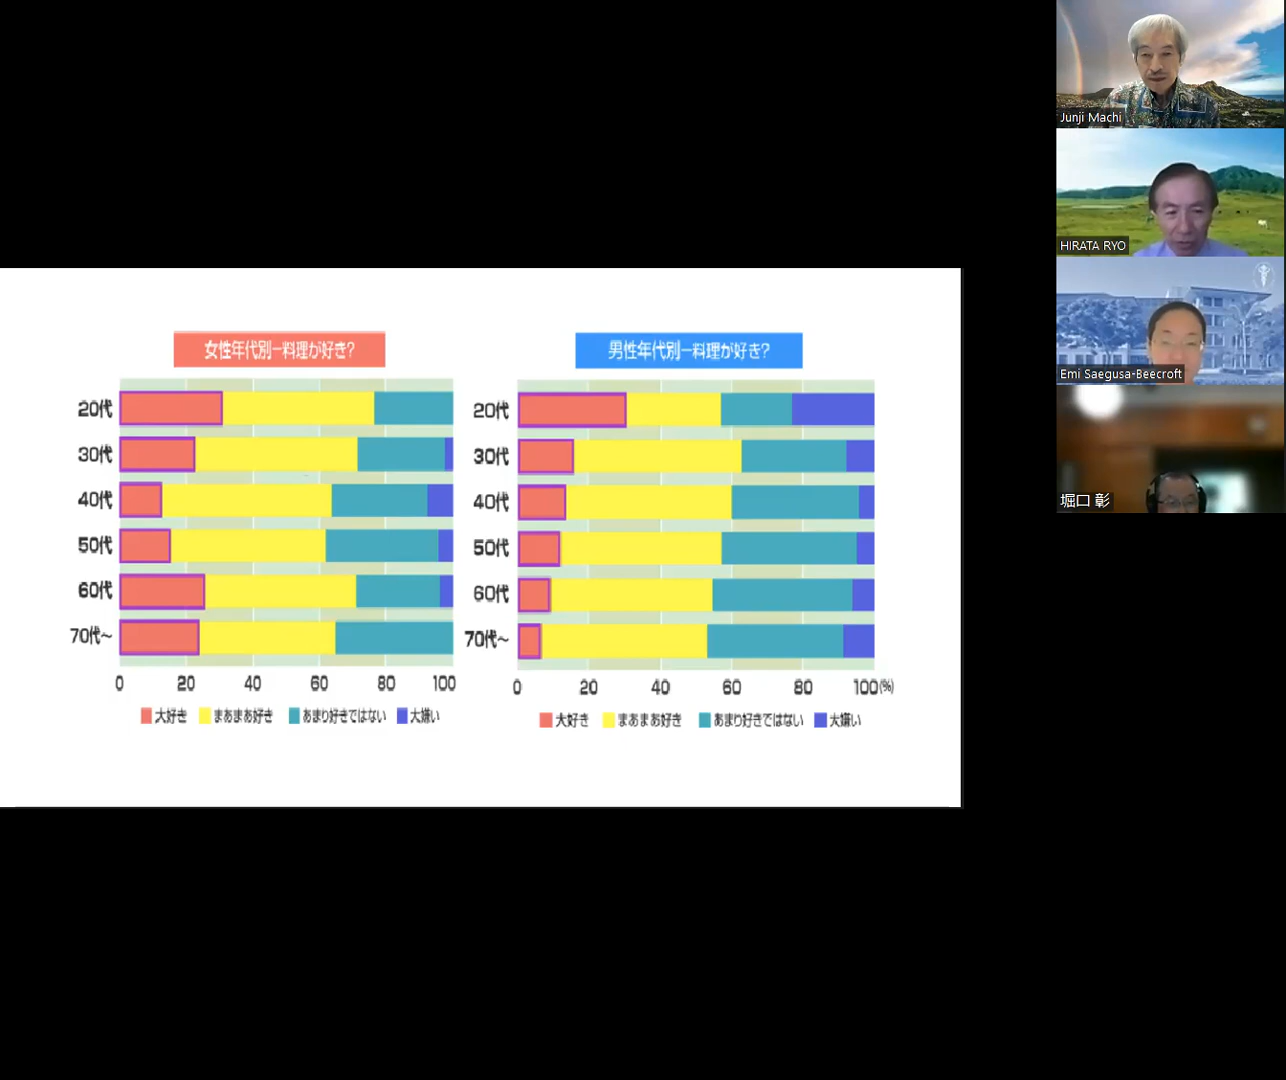 女性年代別ー料理が好き?
20代
30代
40代
50代
60代
70代～
0 20 40 60 80 100
大好き まあまあ好き あまり好きではない 大嫌い
男性年代別ー料理が好き?
20代
30代
40代
50代
60代
70代～
0 20 40 60 80 100(%)
大好き まあまあ好き あまり好きではない 大嫌い
Junji Machi
HIRATA RYO
Emi Saegusa-Beecroft
堀口 彰